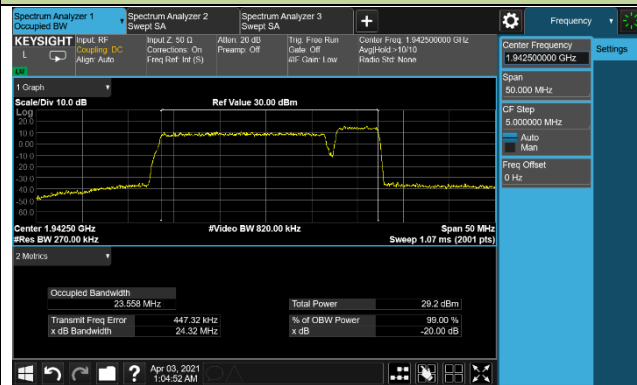 Spectrum Analyzer 1
Occupied BW
Spectrum Analyzer 2
Swept SA
Spectrum Analyzer 3
Swept SA
Frequency
KEYSIGHT
L
Input: RF
Coupling: DC
Align: Auto
Input Z: 50 Ω
Corrections: On
Freq Ref: Int (S)
Atten: 20 dB
Preamp: Off
Trig: Free Run
Gate: Off
#IF Gain: Low
Center Freq: 1.942500000 GHz
Avg|Hold:>10/10
Radio Std: None
Center Frequency
1.942500000 GHz
Settings
Span
50.000 MHz
CF Step
5.000000 MHz
Auto
Man
Freq Offset
0 Hz
1 Graph
Scale/Div 10.0 dB
Ref Value 30.00 dBm
Log
20.0
10.0
0.00
-10.0
-20.0
-30.0
-40.0
-50.0
-60.0
Center 1.94250 GHz
#Video BW 820.00 kHz
Span 50 MHz
#Res BW 270.00 kHz
Sweep 1.07 ms (2001 pts)
2 Metrics
Occupied Bandwidth
23.558 MHz
Total Power 29.2 dBm
Transmit Freq Error 447.32 kHz
% of OBW Power 99.00 %
x dB Bandwidth 24.32 MHz
x dB -20.00 dB
?
Apr 03, 2021
1:04:52 AM